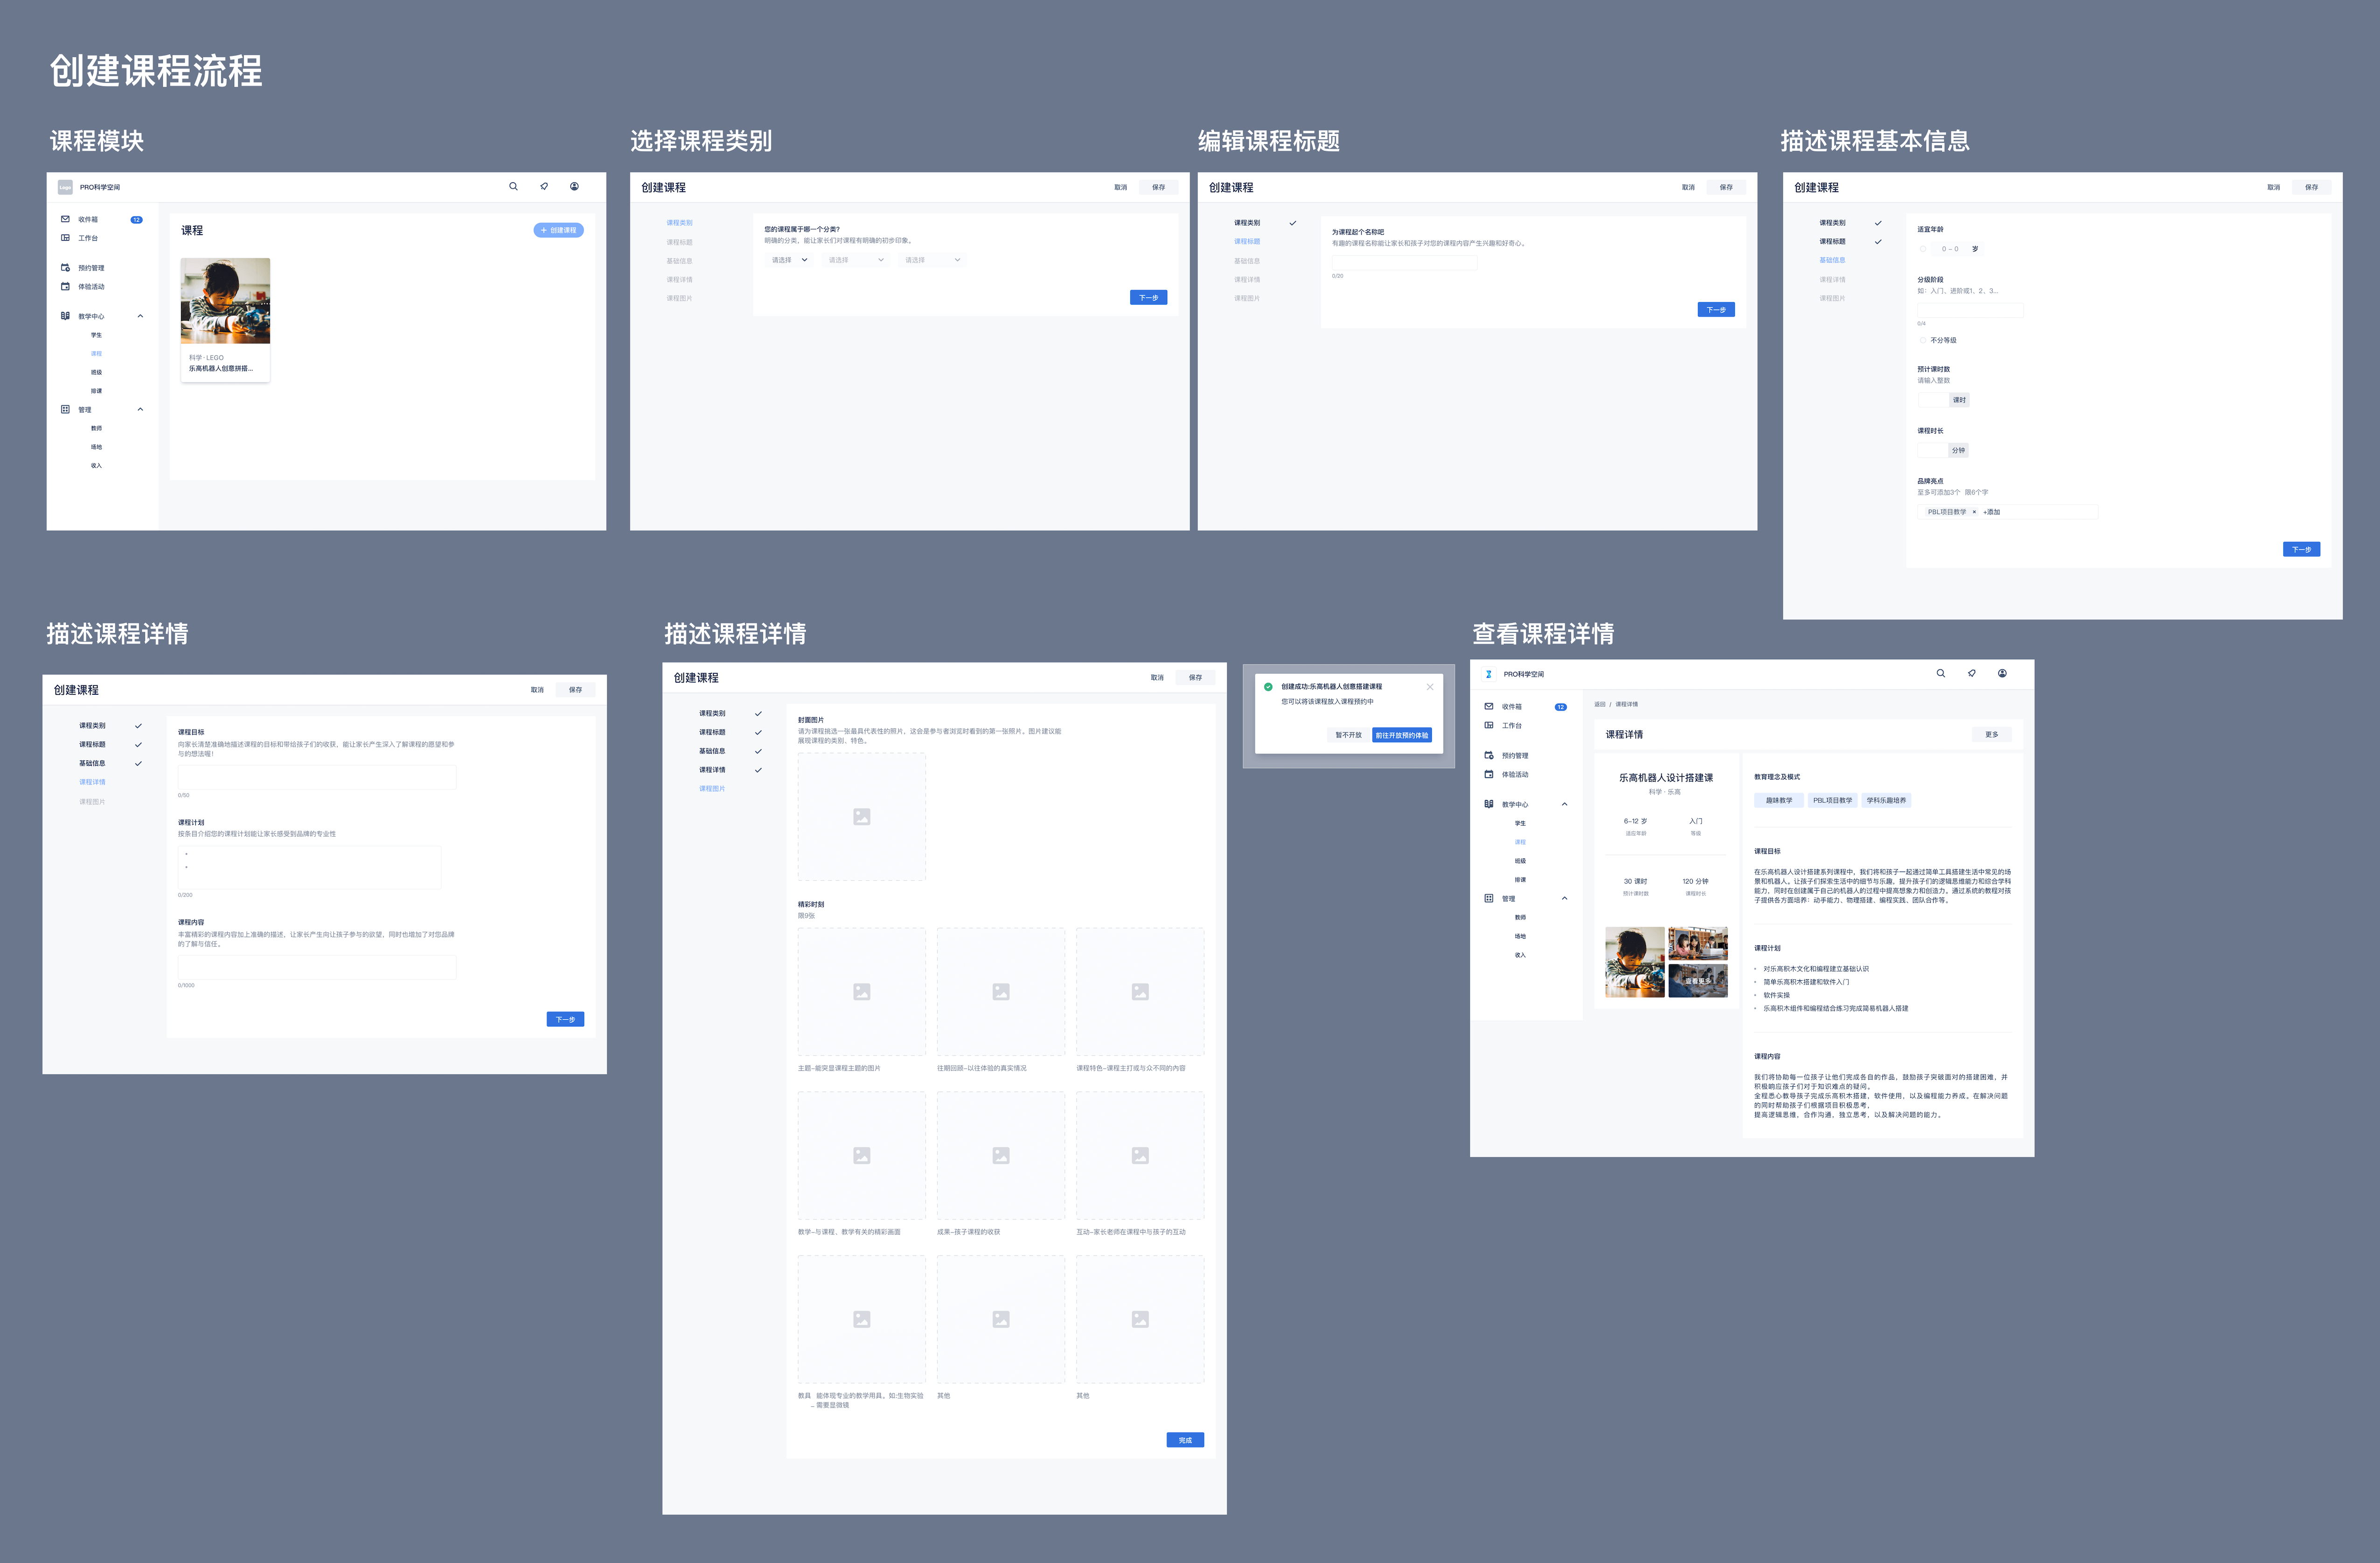 创建课程流程
课程模块
Logo
PRO科学空间
收件箱
12
工作台
预约管理
体验活动
教学中心
学生
课程
班级
排课
管理
教师
场地
收入
课程
+ 创建课程
科学 · LEGO
乐高机器人创意拼搭...
选择课程类别
创建课程
取消
保存
课程类别
课程标题
基础信息
课程详情
课程图片
您的课程属于哪一个分类?
明确的分类,能让家长们对课程有明确的初步印象。
请选择
请选择
请选择
下一步
编辑课程标题
创建课程
取消
保存
课程类别
课程标题
基础信息
课程详情
课程图片
为课程起个名称吧
有趣的课程名称能让家长和孩子对您的课程内容产生兴趣和好奇心。
0/20
下一步
描述课程基本信息
创建课程
取消
保存
课程类别
课程标题
基础信息
课程详情
课程图片
适宜年龄
0 – 0
岁
分级阶段
如:入门、进阶或1、2、3...
0/4
不分等级
预计课时数
请输入整数
课时
课程时长
分钟
品牌亮点
至多可添加3个 限6个字
PBL项目教学 ×
+添加
下一步
描述课程详情
创建课程
取消
保存
课程类别
课程标题
基础信息
课程详情
课程图片
课程目标
向家长清楚准确地描述课程的目标和带给孩子们的收获,能让家长产生深入了解课程的愿望和参
与的想法喔!
0/50
课程计划
按条目介绍您的课程计划能让家长感受到品牌的专业性
0/200
课程内容
丰富精彩的课程内容加上准确的描述,让家长产生向让孩子参与的欲望,同时也增加了对您品牌
的了解与信任。
0/1000
下一步
描述课程详情
创建课程
取消
保存
课程类别
课程标题
基础信息
课程详情
课程图片
封面图片
请为课程挑选一张最具代表性的照片,这会是参与者浏览时看到的第一张照片,图片建议能
展现课程的类别、特色。
精彩时刻
限9张
主题–能突显课程主题的图片
往期回顾–以往体验的真实情况
课程特色–课程主打或与众不同的内容
教学–与课程、教学有关的精彩画面
成果–孩子课程的收获
互动–家长老师在课程中与孩子的互动
教具 能体现专业的教学用具,如:生物实验
– 需要显微镜
其他
其他
完成
创建成功:乐高机器人创意搭建课程
您可以将该课程放入课程预约中
暂不开放
前往开放预约体验
查看课程详情
PRO科学空间
收件箱
12
工作台
预约管理
体验活动
教学中心
学生
课程
班级
排课
管理
教师
场地
收入
返回 / 课程详情
课程详情
更多
乐高机器人设计搭建课
科学 · 乐高
6–12 岁
适应年龄
入门
等级
30 课时
预计课时数
120 分钟
课程时长
查看更多
教育理念及模式
趣味教学
PBL项目教学
学科乐趣培养
课程目标
在乐高机器人设计搭建系列课程中,我们将和孩子一起通过简单工具搭建生活中常见的场
景和机器人。让孩子们探索生活中的细节与乐趣,提升孩子们的逻辑思维能力和综合学科
能力,同时在创建属于自己的机器人的过程中提高想象力和创造力。通过系统的教程对孩
子提供各方面培养:动手能力、物理搭建、编程实践、团队合作等。
课程计划
• 对乐高积木文化和编程建立基础认识
• 简单乐高积木搭建和软件入门
• 软件实操
• 乐高积木组件和编程结合练习完成简易机器人搭建
课程内容
我们将协助每一位孩子让他们完成各自的作品,鼓励孩子突破面对的搭建困难,并
积极响应孩子们对于知识难点的疑问。
全程悉心教导孩子完成乐高积木搭建,软件使用,以及编程能力养成。在解决问题
的同时帮助孩子们根据项目积极思考,
提高逻辑思维,合作沟通,独立思考,以及解决问题的能力。